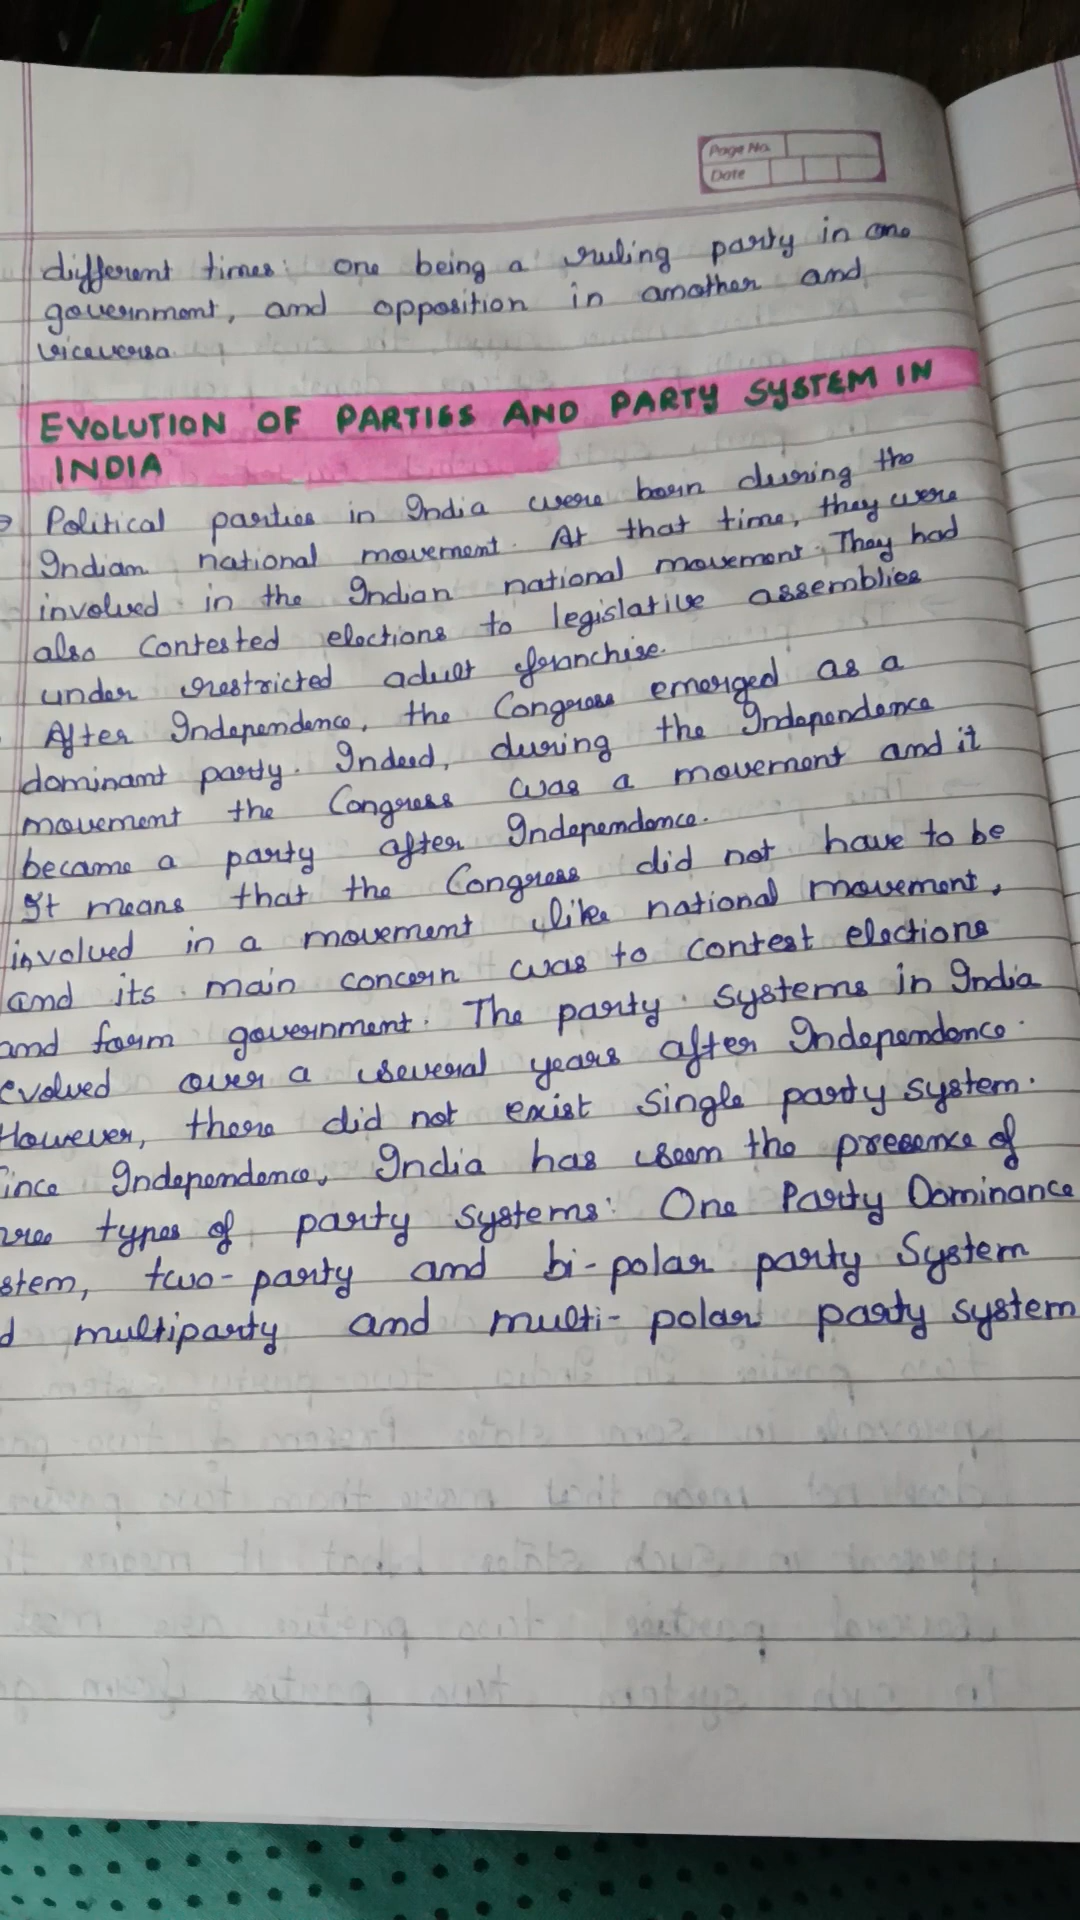 Page No.
Date
different times: one being a ruling party in one
government, and opposition in another and
viceversa.
EVOLUTION OF PARTIES AND PARTY SYSTEM IN
INDIA
Political parties in India were born during the
Indian national movement. At that time, they were
involved in the Indian national movement. They had
also contested elections to legislative assemblies
under restricted adult franchise.
After Independence, the Congress emerged as a
dominant party. Indeed, during the Independence
movement the Congress was a movement and it
became a party after Independence.
It means that the Congress did not have to be
involved in a movement like national movement,
and its main concern was to contest elections
and form government. The party systems in India
evolved over a several years after Independence.
However, there did not exist single party system.
ince Independence, India has seen the presence of
ree types of party systems: One Party Dominance
stem, two-party and bi-polar party System
d multiparty and multi-polar party system